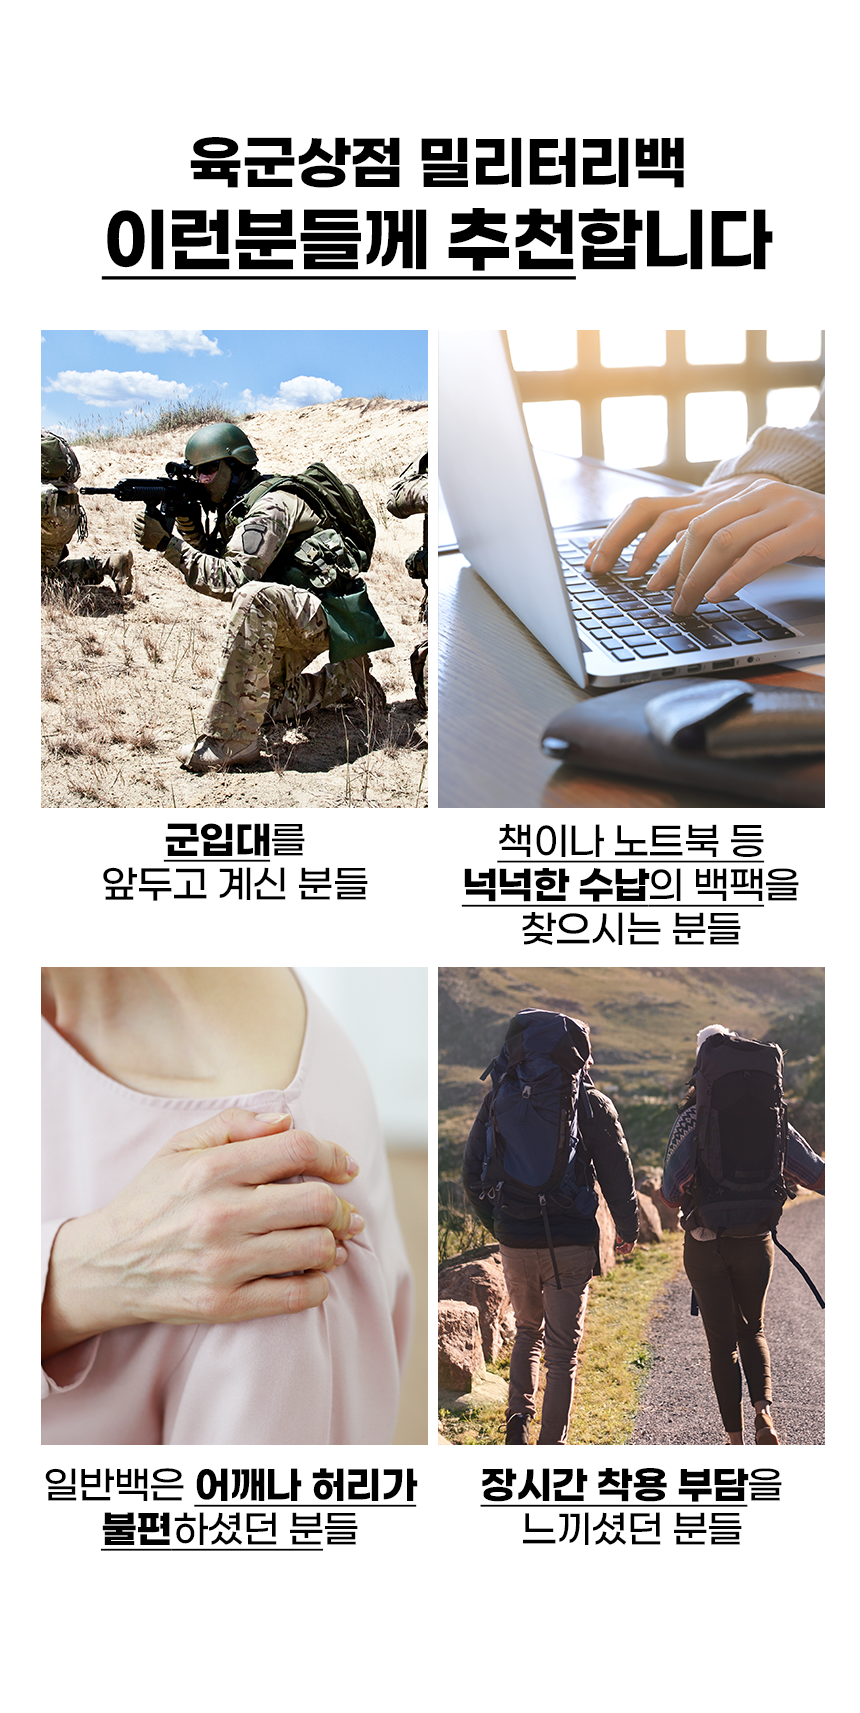 육군상점 밀리터리백
이런분들께 추천합니다
군입대를
앞두고 계신 분들
책이나 노트북 등
넉넉한 수납의 백팩을
찾으시는 분들
일반백은 어깨나 허리가
불편하셨던 분들
장시간 착용 부담을
느끼셨던 분들